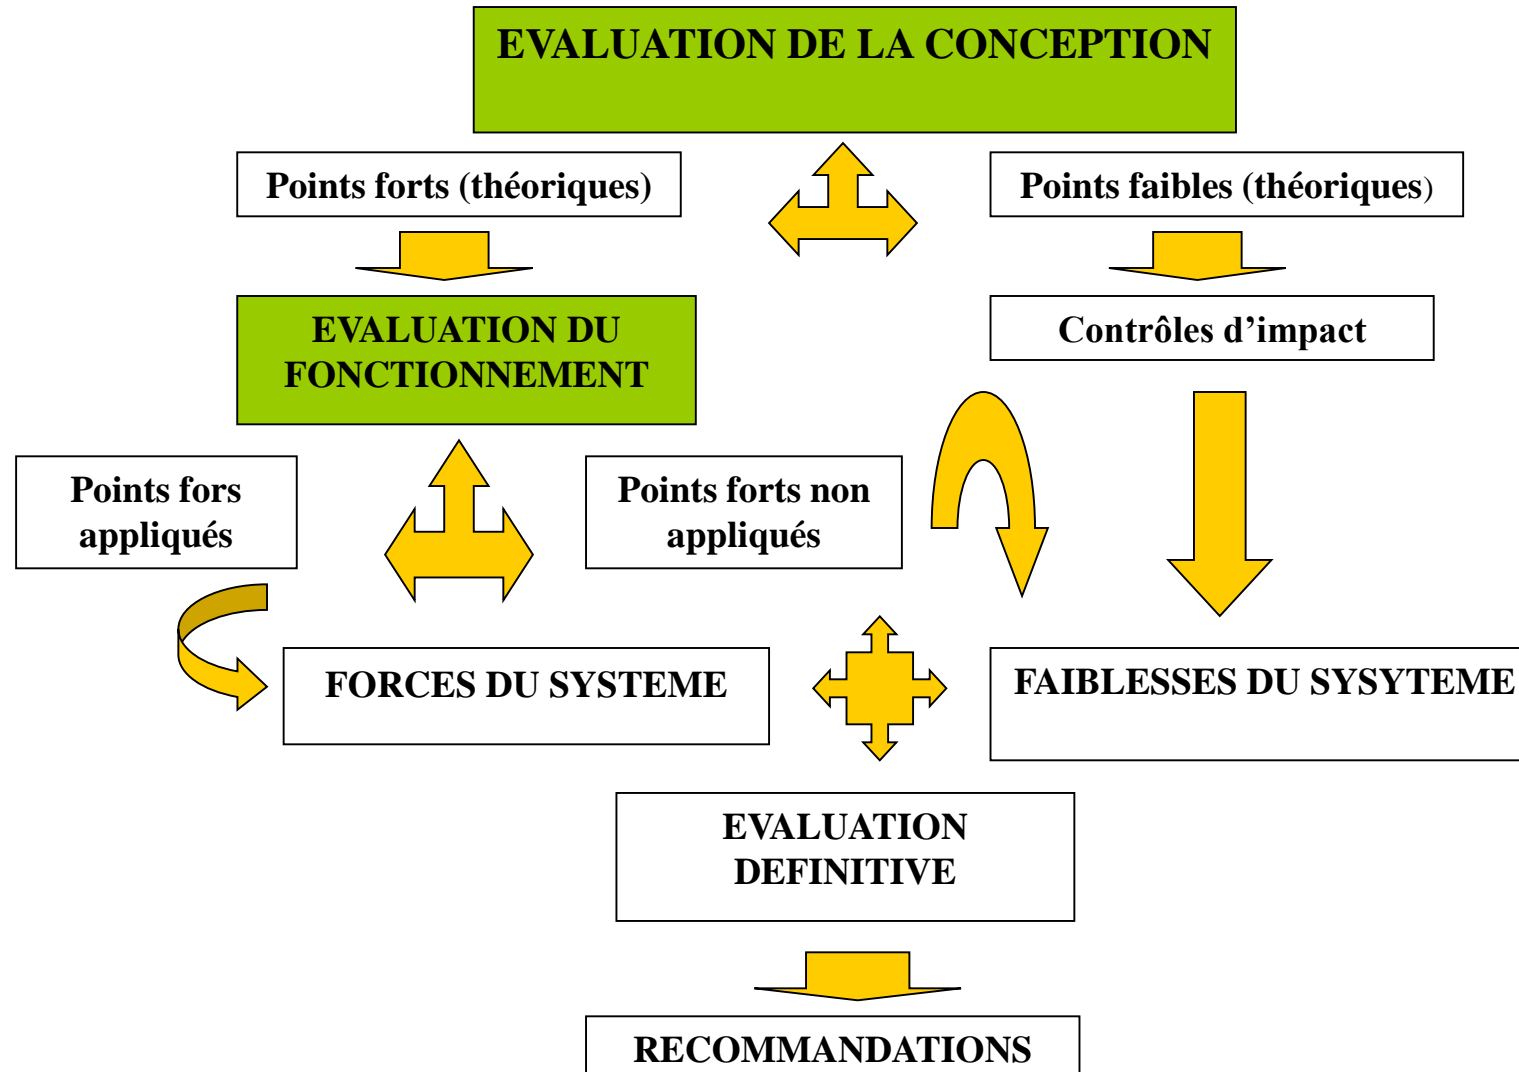 EVALUATION DE LA CONCEPTION
Points forts (théoriques)
Points faibles (théoriques)
EVALUATION DU
FONCTIONNEMENT
Contrôles d’impact
Points fors
appliqués
Points forts non
appliqués
FORCES DU SYSTEME
FAIBLESSES DU SYSYTEME
EVALUATION
DEFINITIVE
RECOMMANDATIONS